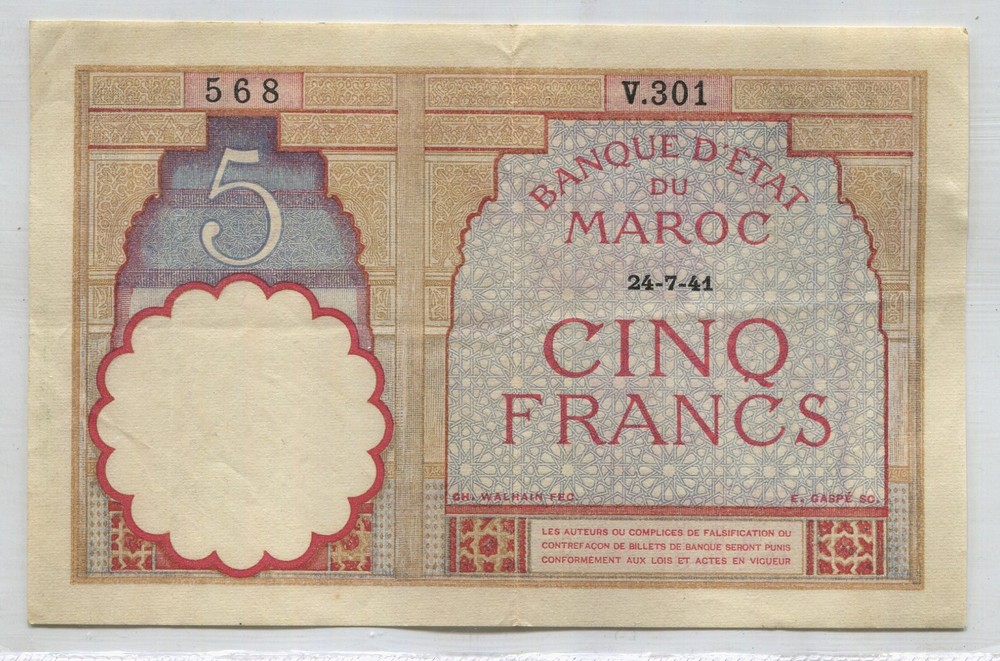 568
V.301
5
BANQUE D'ÉTAT
DU
MAROC
24-7-41
CINQ
FRANCS
CH. WALHAIN FEC.
E. GASPÉ SC.
LES AUTEURS OU COMPLICES DE FALSIFICATION OU
CONTREFAÇON DE BILLETS DE BANQUE SERONT PUNIS
CONFORMÉMENT AUX LOIS ET ACTES EN VIGUEUR